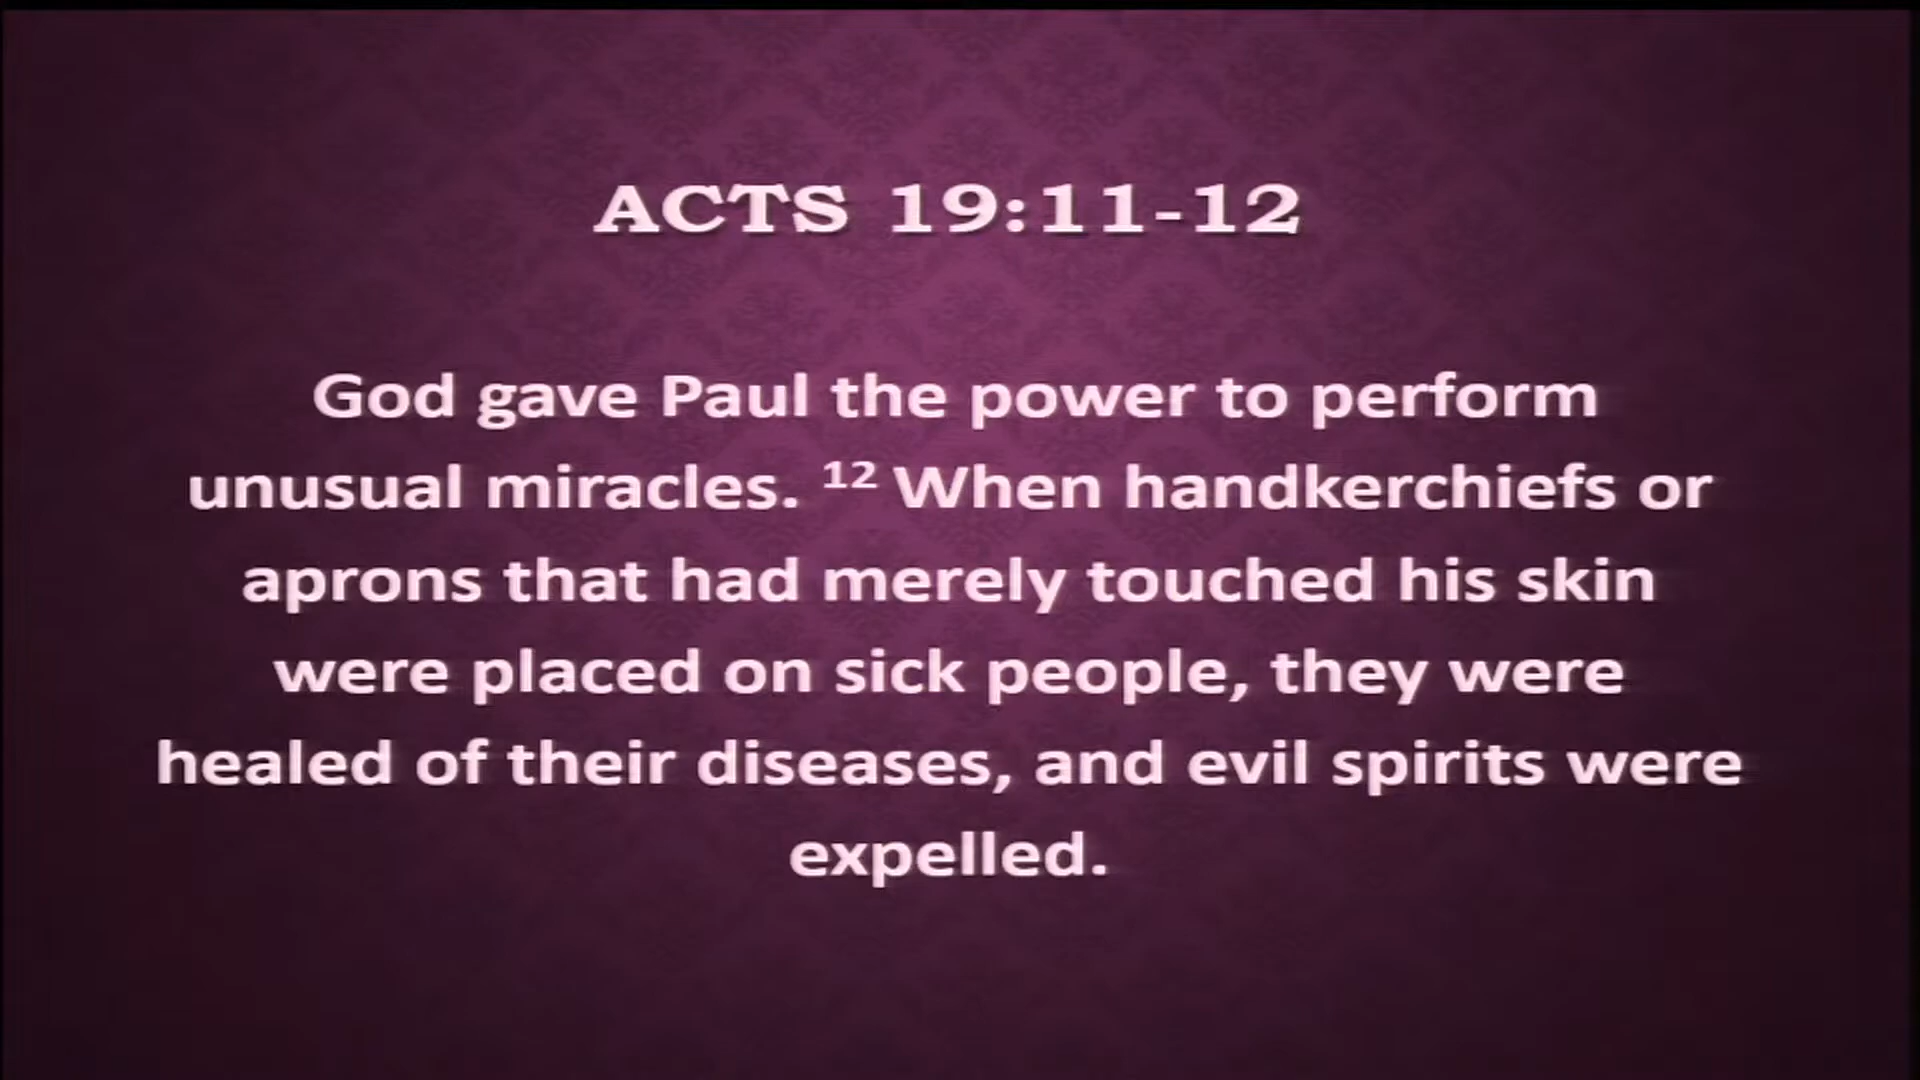 ACTS 19:11-12
God gave Paul the power to perform
unusual miracles. ¹² When handkerchiefs or
aprons that had merely touched his skin
were placed on sick people, they were
healed of their diseases, and evil spirits were
expelled.